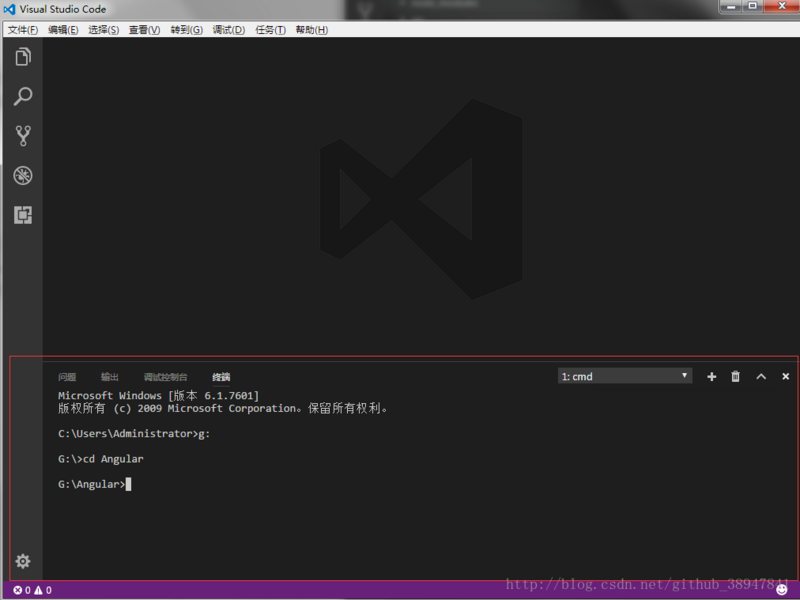 Visual Studio Code
文件(F) 编辑(E) 选择(S) 查看(V) 转到(G) 调试(D) 任务(T) 帮助(H)
问题 输出 调试控制台 终端 1: cmd
Microsoft Windows [版本 6.1.7601]
版权所有 (c) 2009 Microsoft Corporation。保留所有权利。
C:\Users\Administrator>g:
G:\>cd Angular
G:\Angular>
0 0
http://blog.csdn.net/github_38947841